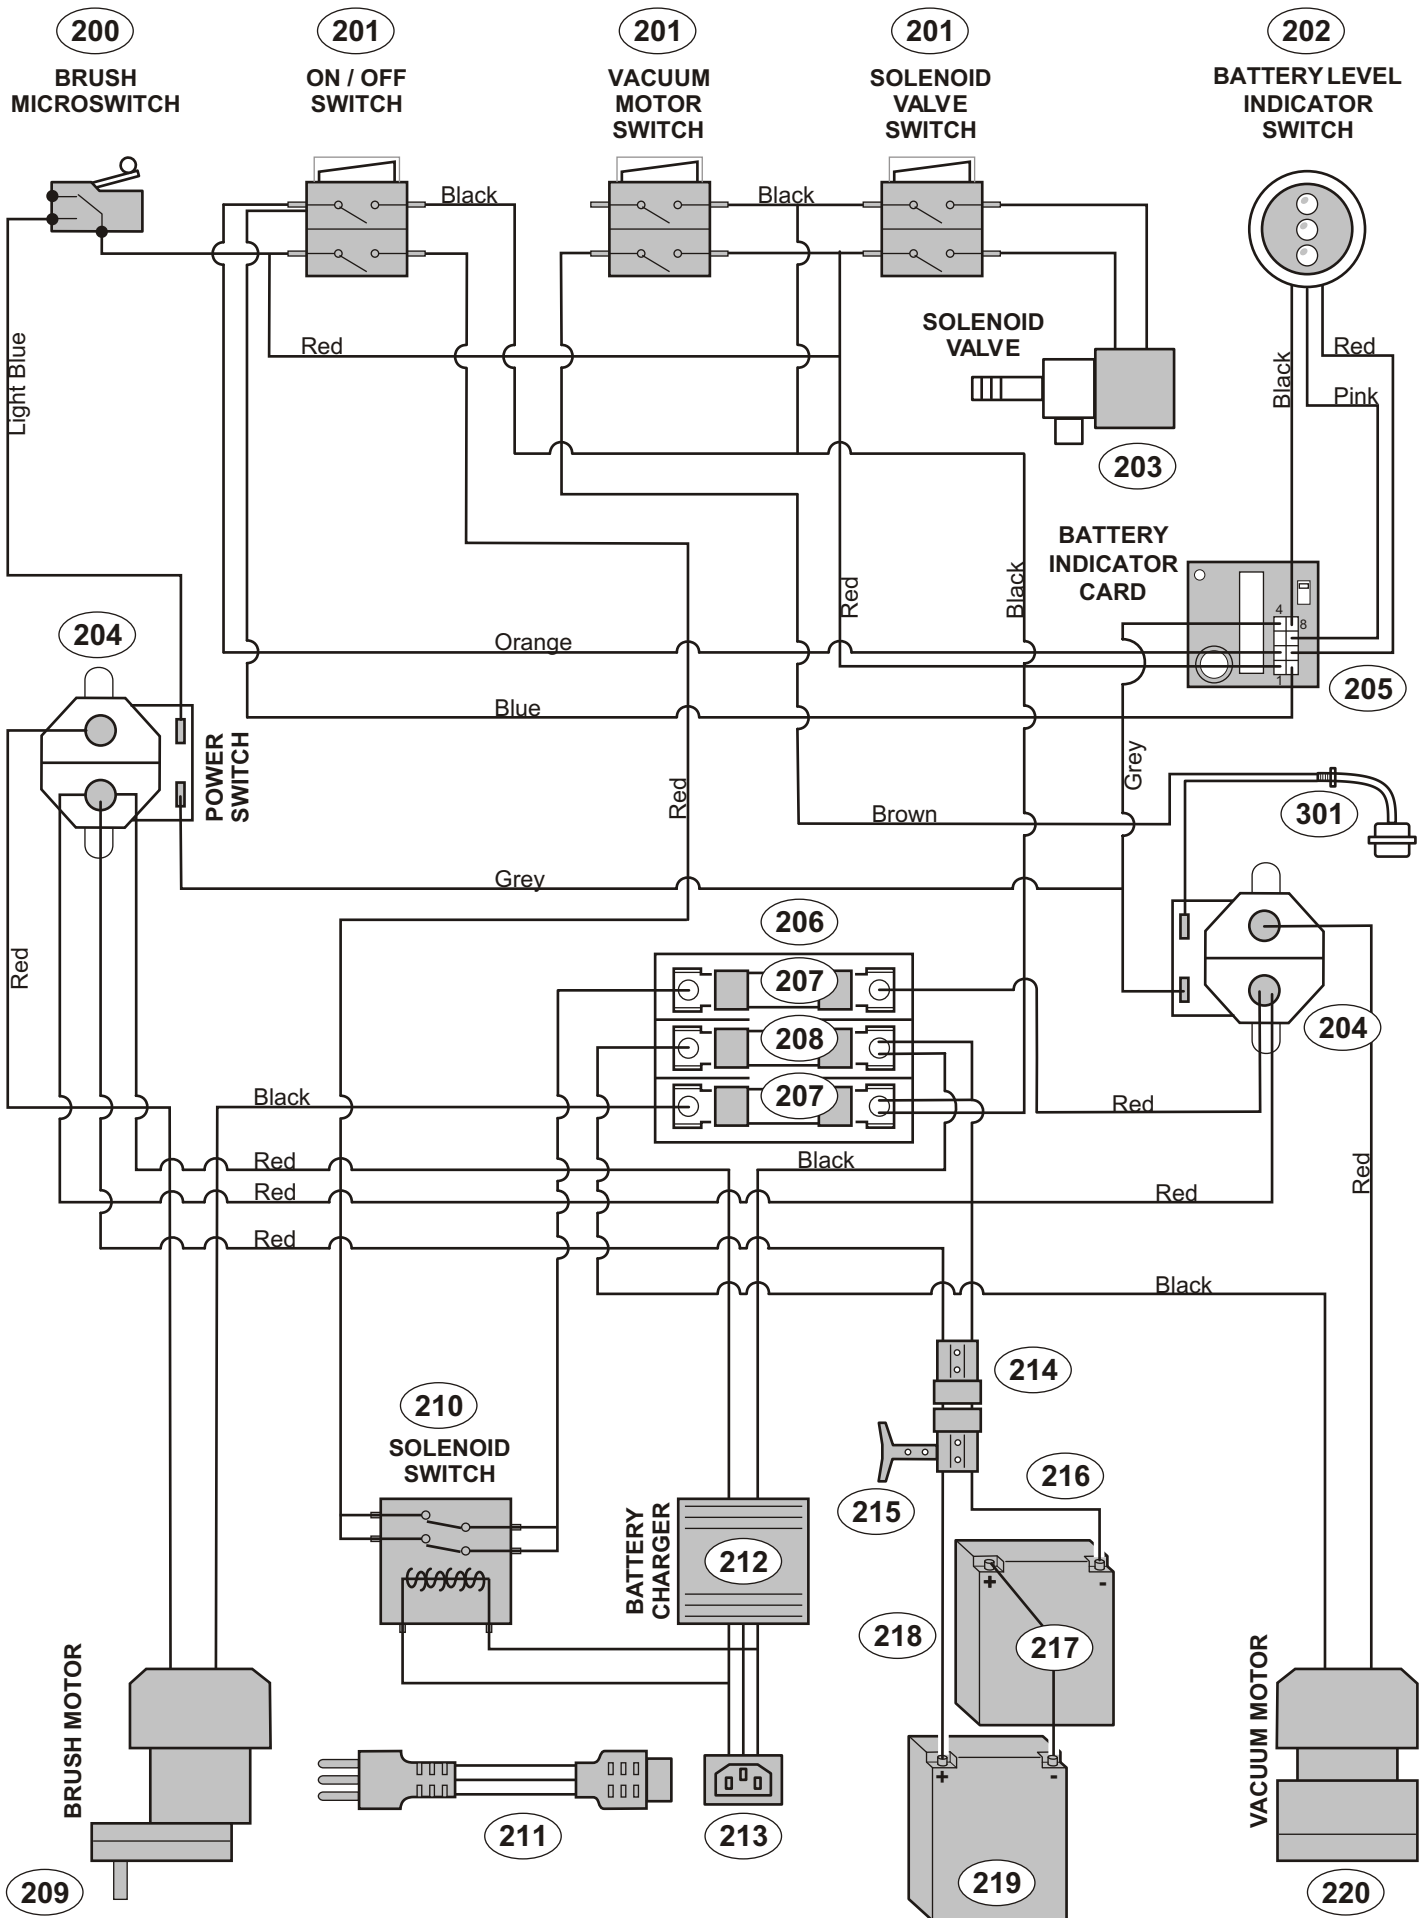 200
201
201
201
202
BRUSH
MICROSWITCH
ON / OFF
SWITCH
VACUUM
MOTOR
SWITCH
SOLENOID
VALVE
SWITCH
BATTERY LEVEL
INDICATOR
SWITCH
Black
Black
Light Blue
Red
SOLENOID
VALVE
Black
Red
Pink
203
BATTERY
INDICATOR
CARD
Red
Black
4
8
1
204
Orange
205
Blue
POWER
SWITCH
Red
Grey
Brown
301
Grey
Red
206
207
208
207
204
Black
Red
Red
Black
Red
Red
Red
Red
Black
214
210
SOLENOID
SWITCH
215
216
BATTERY
CHARGER
212
+
-
218
217
BRUSH MOTOR
VACUUM MOTOR
+
-
211
213
209
219
220